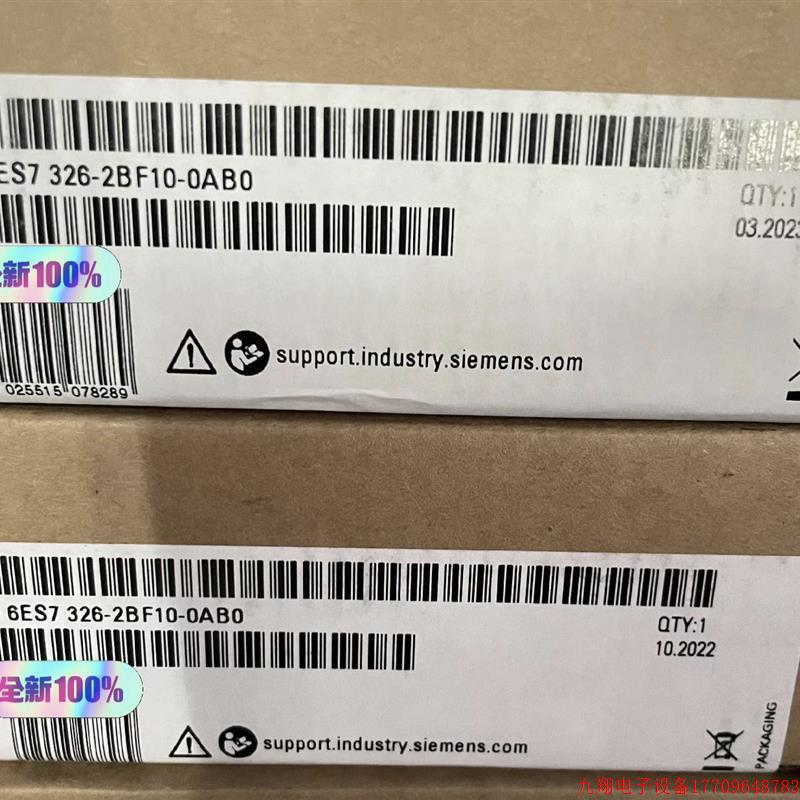 ES7 326-2BF10-0AB0
QTY:1
03.2023
全新100%
support.industry.siemens.com
025515 078289
6ES7 326-2BF10-0AB0
QTY:1
10.2022
全新100%
support.industry.siemens.com
PACKAGING
九翔电子设备17709648783